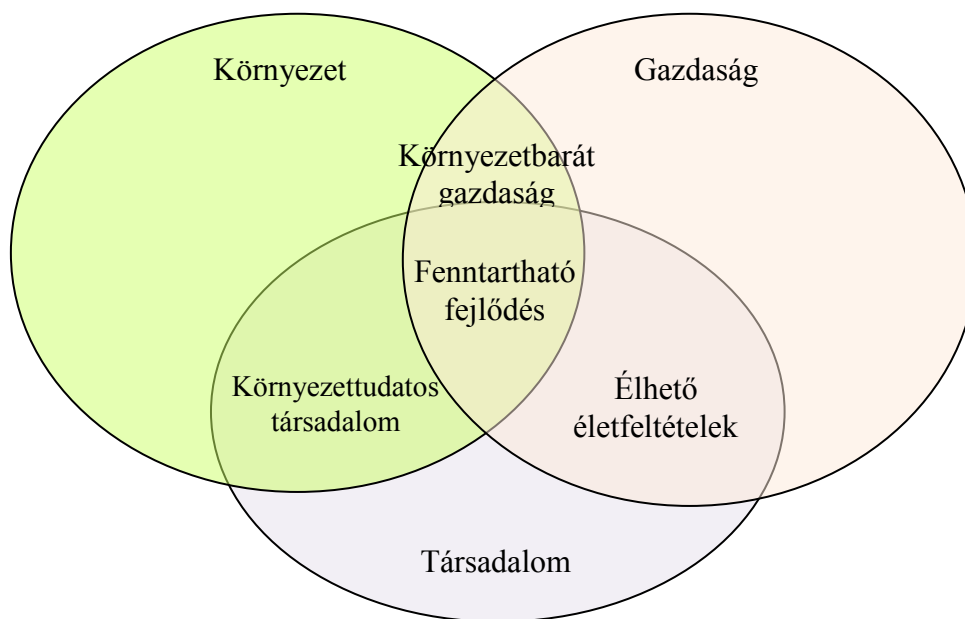 Környezet
Gazdaság
Környezetbarát
gazdaság
Fenntartható
fejlődés
Környezettudatos
társadalom
Élhető
életfeltételek
Társadalom